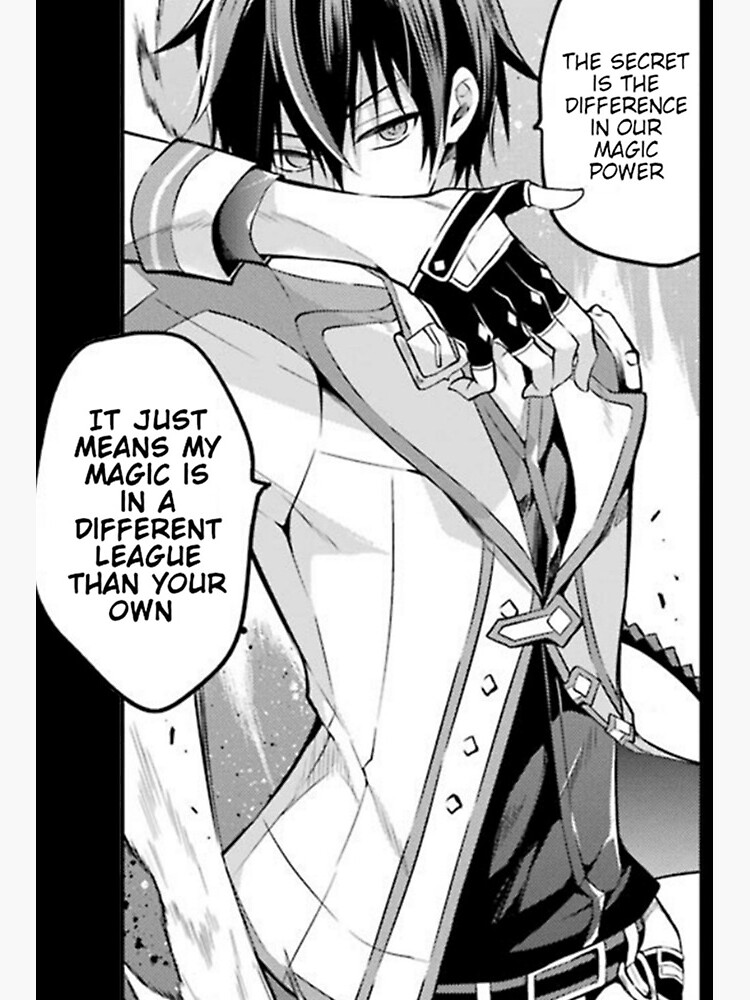 THE SECRET
IS THE
DIFFERENCE
IN OUR
MAGIC
POWER
IT JUST
MEANS MY
MAGIC IS
IN A
DIFFERENT
LEAGUE
THAN YOUR
OWN